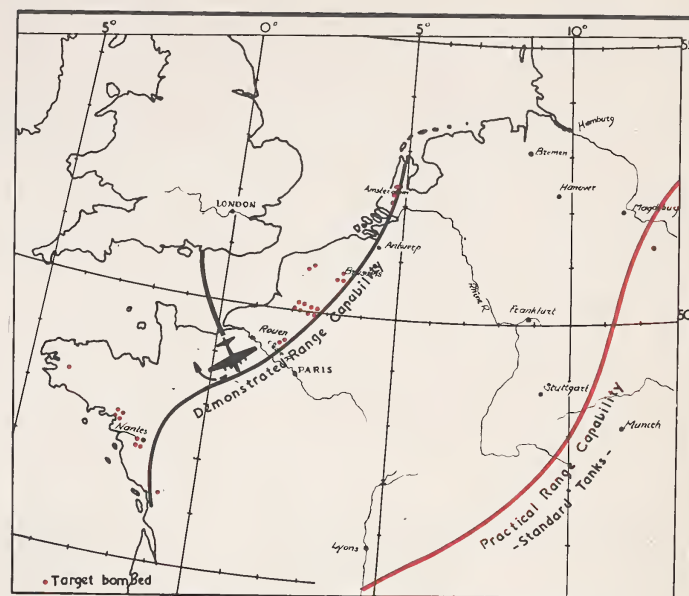 5°
0°
5°
10°
Hamburg
Bremen
Hanover
Amsterdam
Magdeburg
LONDON
Antwerp
Brussels
Rhine R.
Frankfurt
50
Rouen
PARIS
Demonstrated Range Capability
Stuttgart
Nantes
Munich
Practical Range Capability
-Standard Tanks-
Lyons
Target bombed